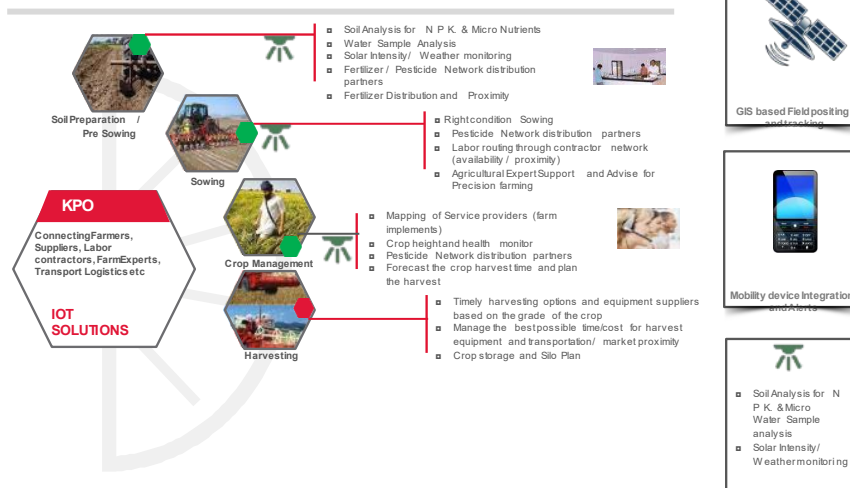 Soil Analysis for N P K. & Micro Nutrients
Water Sample Analysis
Solar Intensity/ Weather monitoring
Fertilizer / Pesticide Network distribution
partners
Fertilizer Distribution and Proximity
Soil Preparation /
Pre Sowing
Right condition Sowing
Pesticide Network distribution partners
Labor routing through contractor network
(availability / proximity)
Agricultural Expert Support and Advise for
Precision farming
Sowing
KPO
Connecting Farmers,
Suppliers, Labor
contractors, Farm Experts,
Transport Logistics etc
IOT
SOLUTIONS
Mapping of Service providers (farm
implements)
Crop height and health monitor
Pesticide Network distribution partners
Forecast the crop harvest time and plan
the harvest
Crop Management
Timely harvesting options and equipment suppliers
based on the grade of the crop
Manage the best possible time/cost for harvest
equipment and transportation/ market proximity
Crop storage and Silo Plan
Harvesting
GIS based Field positing
and tracking
Mobility device Integration
and Alerts
Soil Analysis for N
P K. & Micro
Water Sample
analysis
Solar Intensity/
Weather monitoring